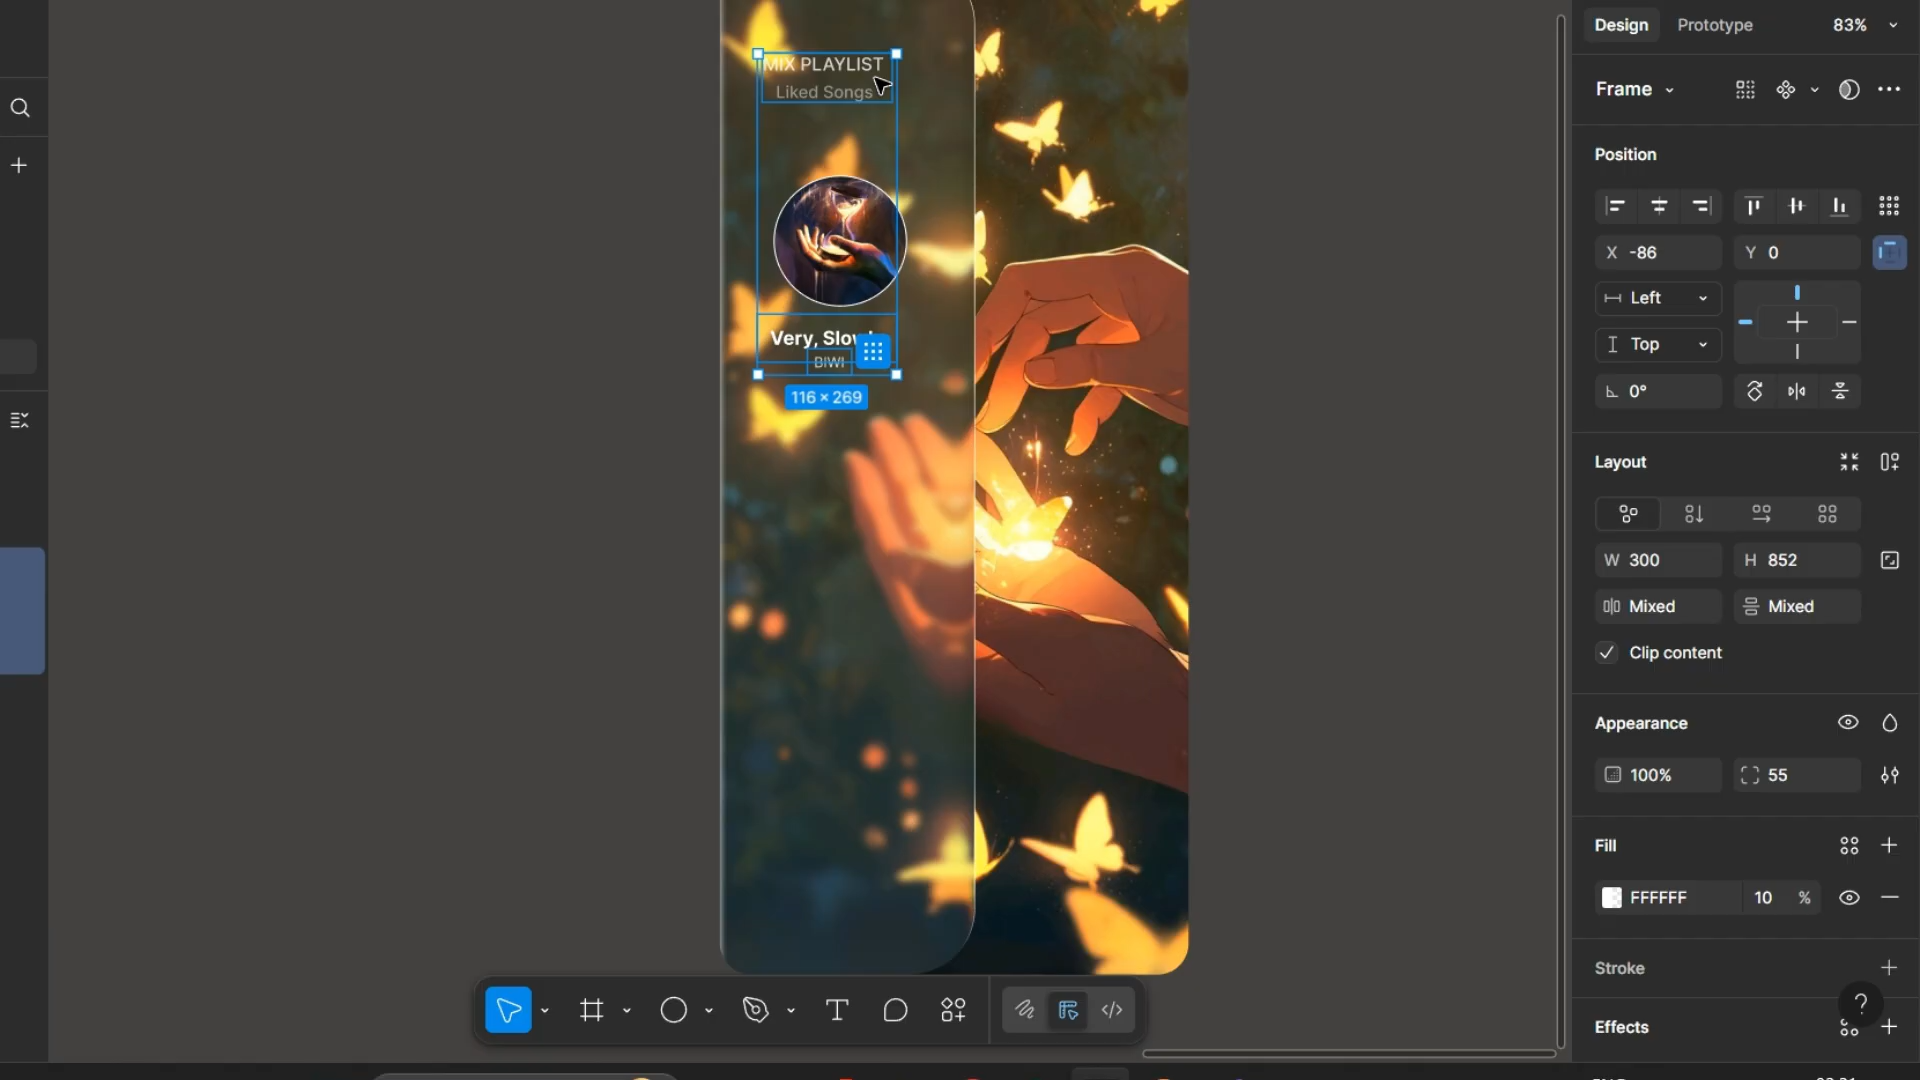 Design Prototype 83%
Frame
MIX PLAYLIST
Liked Songs
Very, Slow
BIWI
116 × 269
Position
X -86 Y 0
Left
Top
0°
Layout
W 300 H 852
Mixed Mixed
Clip content
Appearance
100% 55
Fill
FFFFFF 10 %
Stroke
Effects
?